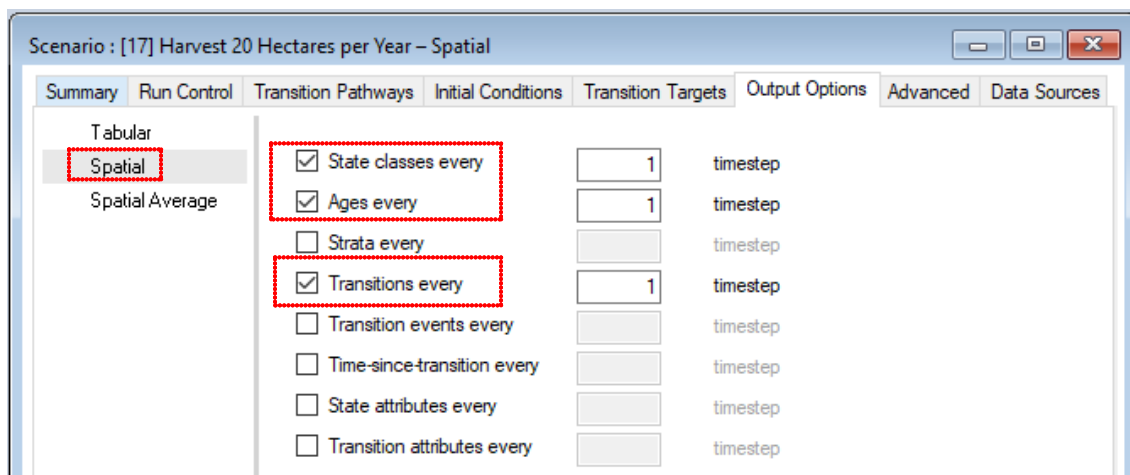 Scenario : [17] Harvest 20 Hectares per Year – Spatial
Summary Run Control Transition Pathways Initial Conditions Transition Targets Output Options Advanced Data Sources
Tabular
Spatial
Spatial Average
State classes every 1 timestep
Ages every 1 timestep
Strata every timestep
Transitions every 1 timestep
Transition events every timestep
Time-since-transition every timestep
State attributes every timestep
Transition attributes every timestep